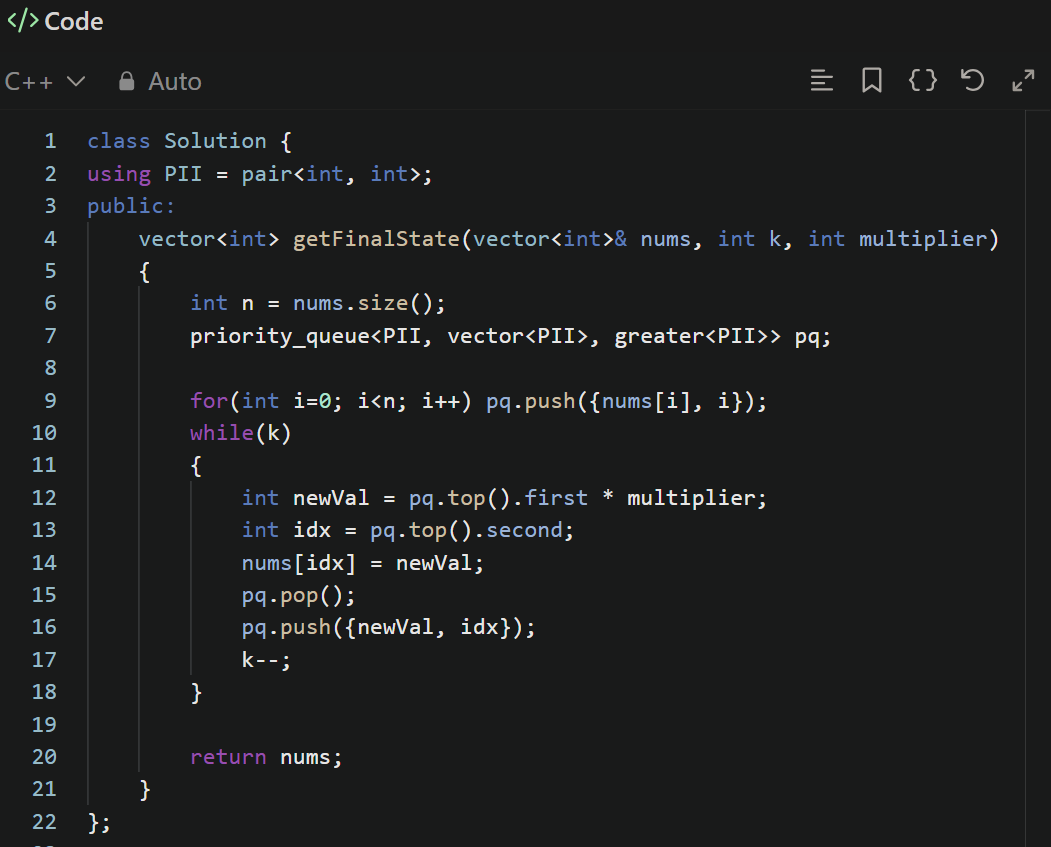 </> Code
C++ Auto
1 class Solution {
2 using PII = pair<int, int>;
3 public:
4     vector<int> getFinalState(vector<int>& nums, int k, int multiplier)
5     {
6         int n = nums.size();
7         priority_queue<PII, vector<PII>, greater<PII>> pq;
8
9         for(int i=0; i<n; i++) pq.push({nums[i], i});
10         while(k)
11         {
12             int newVal = pq.top().first * multiplier;
13             int idx = pq.top().second;
14             nums[idx] = newVal;
15             pq.pop();
16             pq.push({newVal, idx});
17             k--;
18         }
19
20         return nums;
21     }
22 };